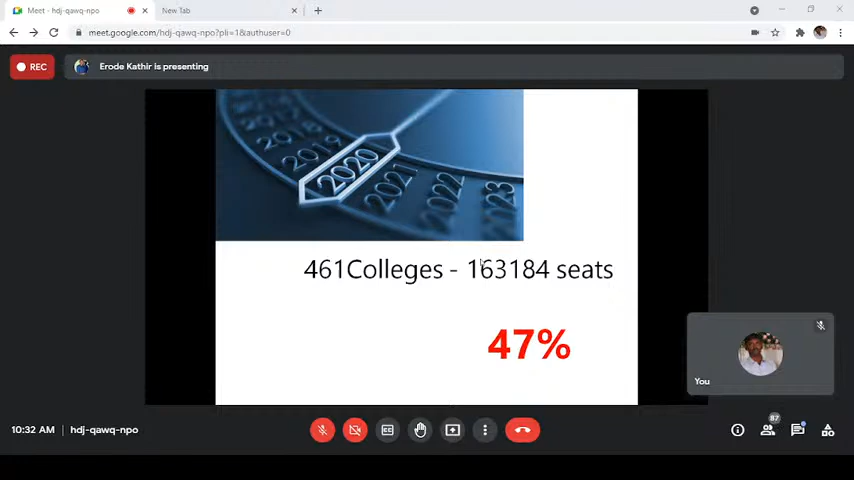 Meet - hdj-qawq-npo
New Tab
meet.google.com/hdj-qawq-npo?pli=1&authuser=0
REC
Erode Kathir is presenting
2018
2019
2020
2021
2022
2023
461Colleges - 163184 seats
47%
You
10:32 AM
hdj-qawq-npo
87